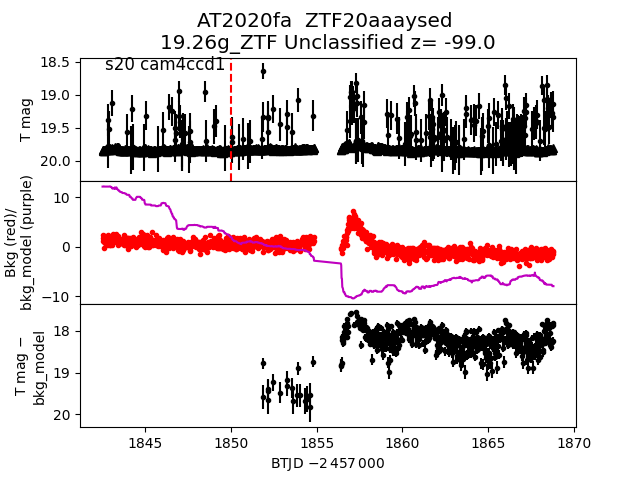 AT2020fa  ZTF20aaaysed
19.26g_ZTF Unclassified z= -99.0
s20 cam4ccd1
T mag
18.5
19.0
19.5
20.0
Bkg (red)/
bkg_model (purple)
10
0
−10
T mag −
bkg_model
18
19
20
1845
1850
1855
1860
1865
1870
BTJD −2 457 000